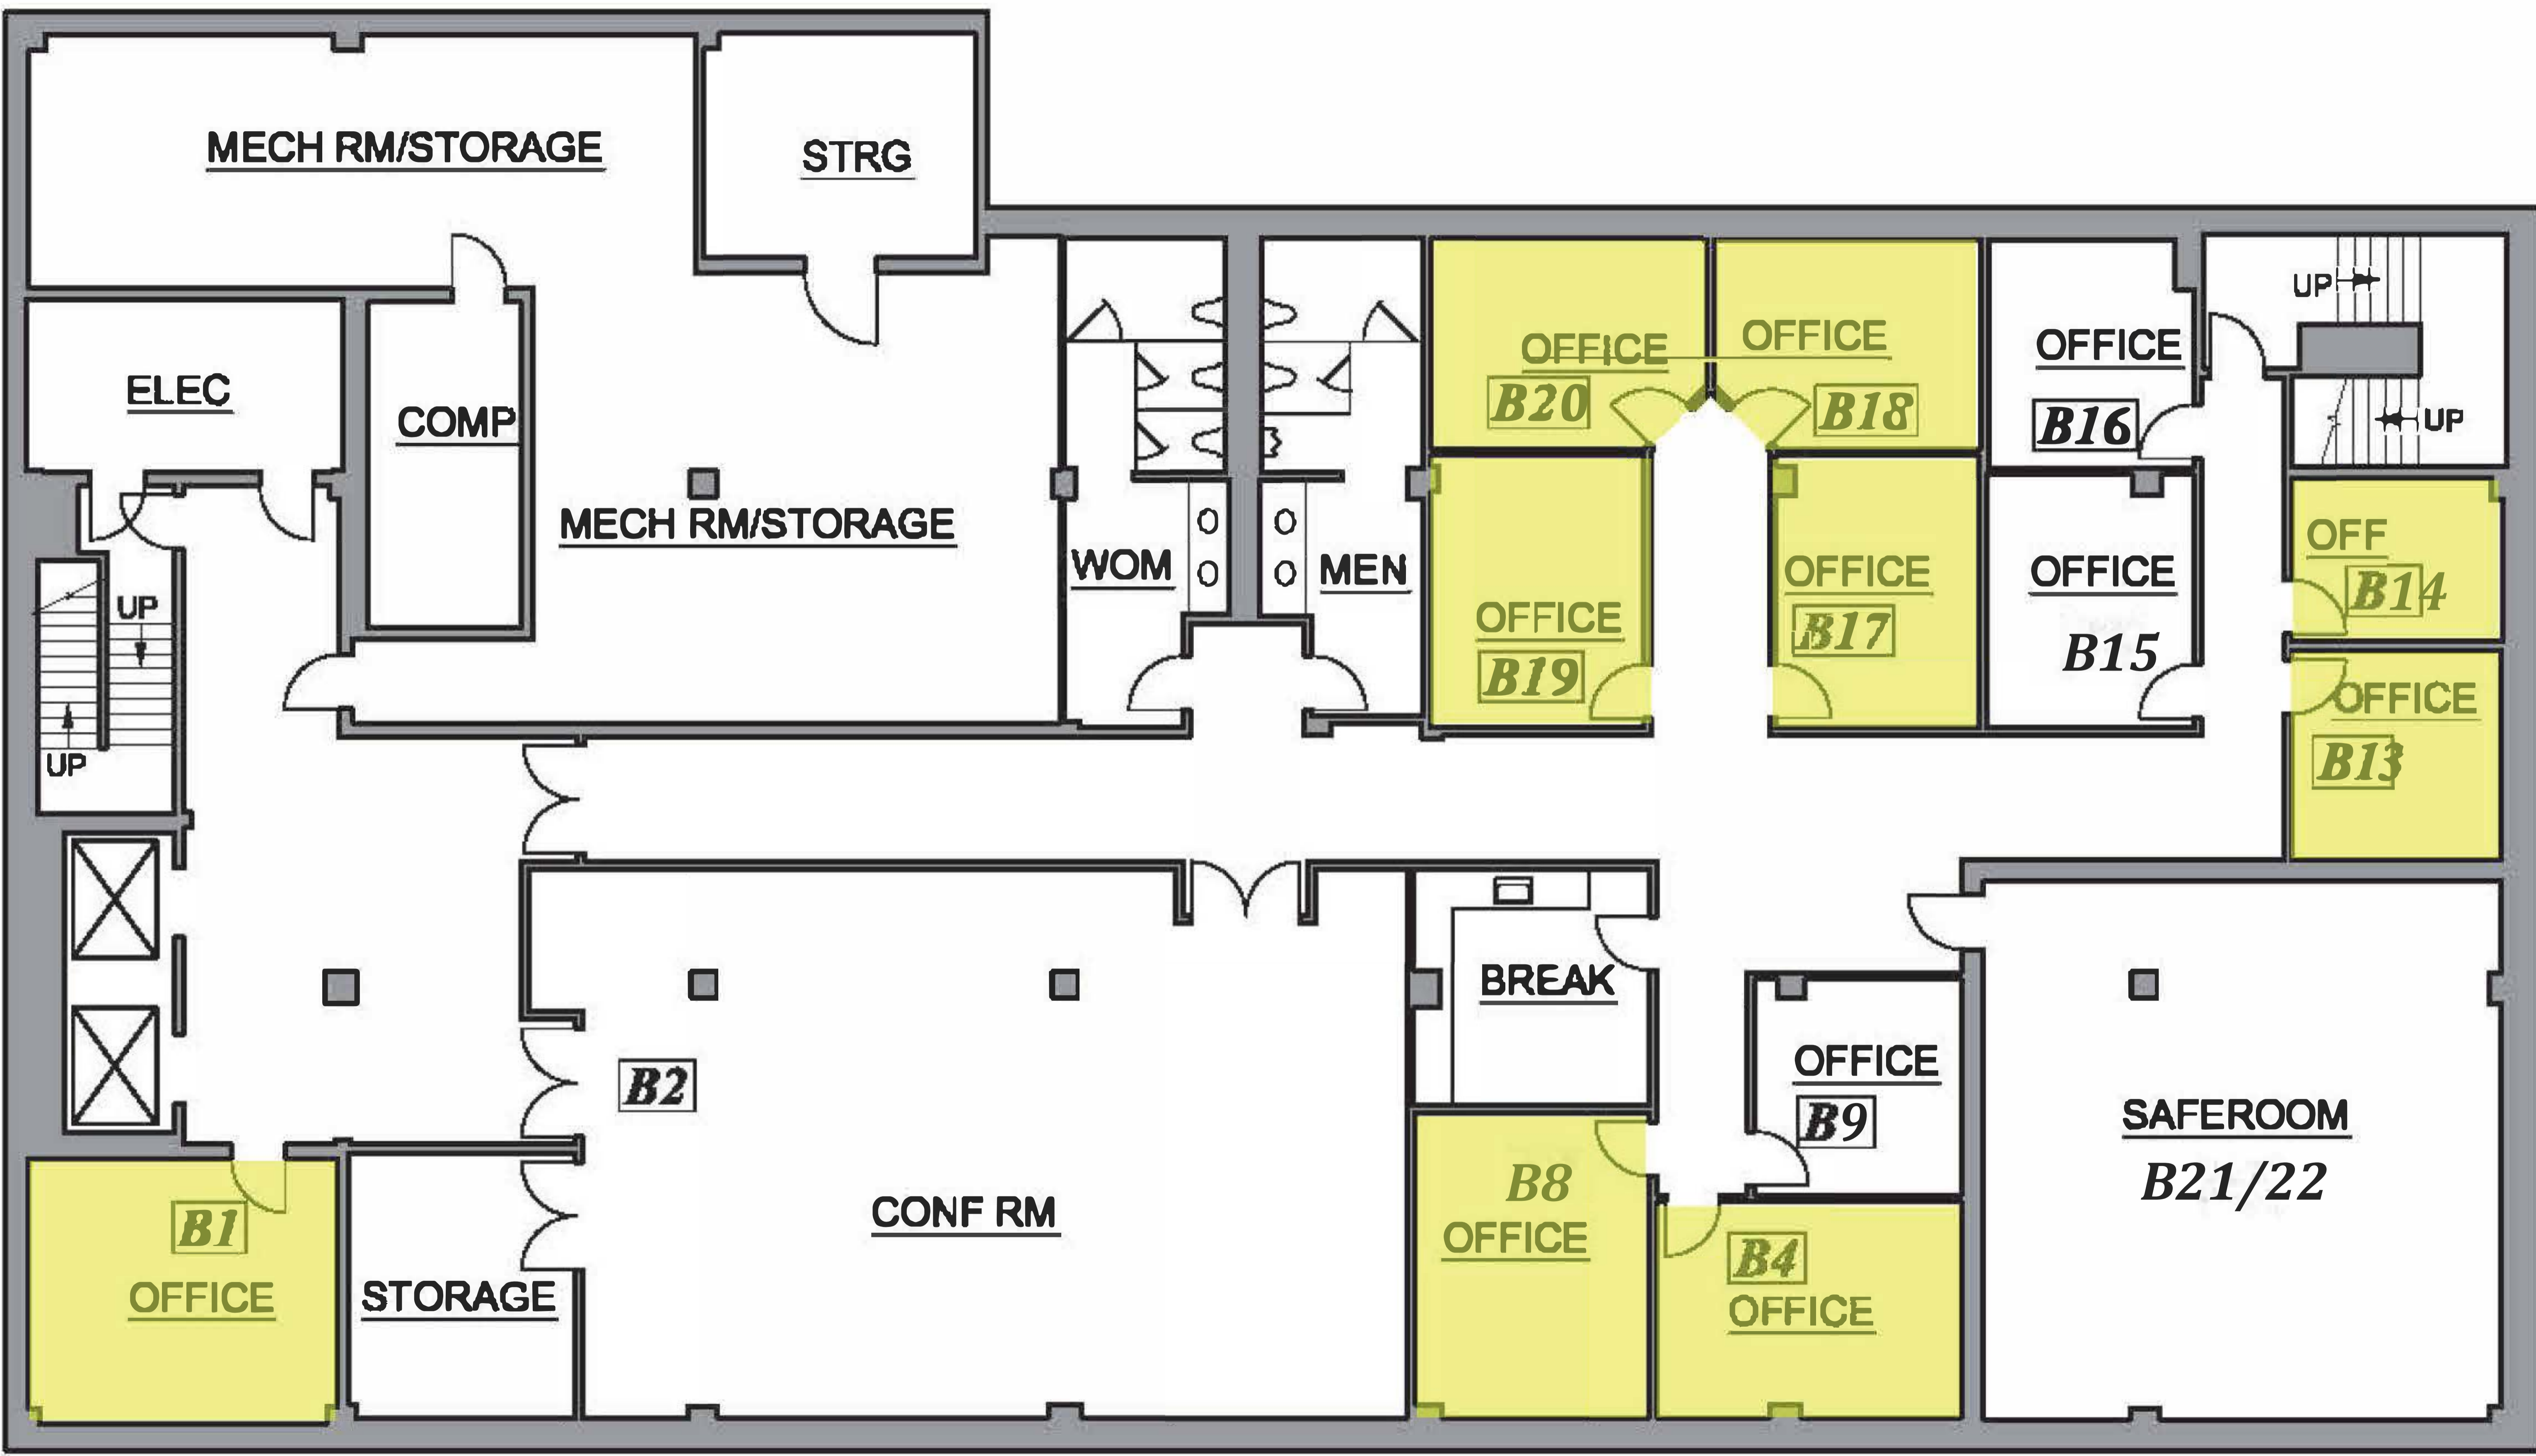 MECH RM/STORAGE
STRG
ELEC
COMP
MECH RM/STORAGE
WOM
MEN
OFFICE
B20
OFFICE
B18
OFFICE
B16
UP
UP
OFFICE
B19
OFFICE
B17
OFFICE
B15
OFF
B14
OFFICE
B13
UP
UP
B2
CONF RM
BREAK
OFFICE
B9
SAFEROOM
B21/22
B1
OFFICE
STORAGE
B8
OFFICE
B4
OFFICE